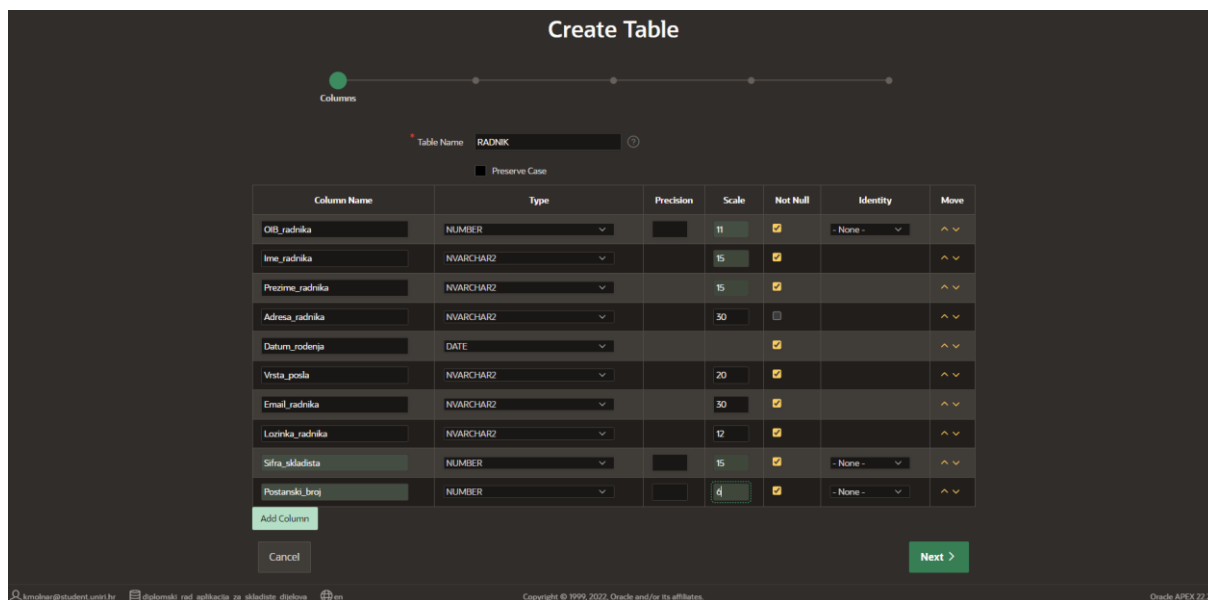 Create Table
Columns
* Table Name RADNIK ?
Preserve Case
Column Name Type Precision Scale Not Null Identity Move
OIB_radnika NUMBER 11 - None -
Ime_radnika NVARCHAR2 15
Prezime_radnika NVARCHAR2 15
Adresa_radnika NVARCHAR2 30
Datum_rodenja DATE
Vrsta_posla NVARCHAR2 20
Email_radnika NVARCHAR2 30
Lozinka_radnika NVARCHAR2 12
Sifra_skladista NUMBER 15 - None -
Postanski_broj NUMBER 6 - None -
Add Column
Cancel Next >
kmolnar@student.uniri.hr diplomski_rad_aplikacija_za_skladiste_dijelova en Copyright © 1999, 2022, Oracle and/or its affiliates. Oracle APEX 22.